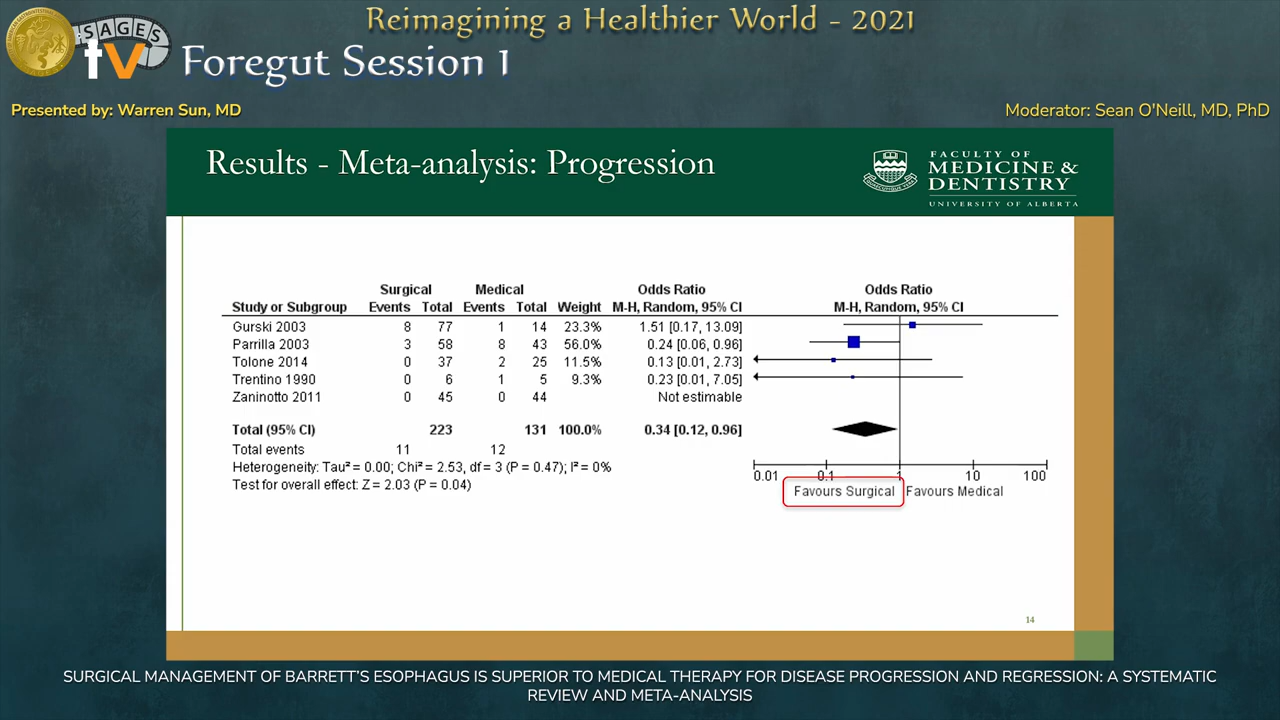 Reimagining a Healthier World - 2021
SAGES
tv
Foregut Session 1
Presented by: Warren Sun, MD
Moderator: Sean O'Neill, MD, PhD
Results - Meta-analysis: Progression
FACULTY OF
MEDICINE &
DENTISTRY
UNIVERSITY OF ALBERTA
Surgical Medical Odds Ratio Odds Ratio
Study or Subgroup Events Total Events Total Weight M-H, Random, 95% CI M-H, Random, 95% CI
Gurski 2003 8 77 1 14 23.3% 1.51 [0.17, 13.09]
Parrilla 2003 3 58 8 43 56.0% 0.24 [0.06, 0.96]
Tolone 2014 0 37 2 25 11.5% 0.13 [0.01, 2.73]
Trentino 1990 0 6 1 5 9.3% 0.23 [0.01, 7.05]
Zaninotto 2011 0 45 0 44 Not estimable
Total (95% CI) 223 131 100.0% 0.34 [0.12, 0.96]
Total events 11 12
Heterogeneity: Tau² = 0.00; Chi² = 2.53, df = 3 (P = 0.47); I² = 0%
Test for overall effect: Z = 2.03 (P = 0.04)
0.01 0.1 1 10 100
Favours Surgical Favours Medical
14
SURGICAL MANAGEMENT OF BARRETT'S ESOPHAGUS IS SUPERIOR TO MEDICAL THERAPY FOR DISEASE PROGRESSION AND REGRESSION: A SYSTEMATIC
REVIEW AND META-ANALYSIS